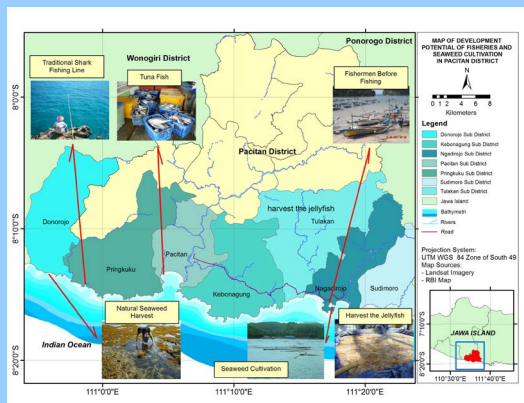 MAP OF DEVELOPMENT
POTENTIAL OF FISHERIES AND
SEAWEED CULTIVATION
IN PACITAN DISTRICT
N
0 1 2
Kilometers
Legend
Donorojo Sub District
Kebonagung Sub District
Ngadirojo Sub District
Pacitan Sub District
Pringkuku Sub District
Sudimoro Sub District
Tulakan Sub District
Java Island
Bathymetri
Rivers
Road
Projection System:
UTM WGS 84 Zone of South 49
Map Sources:
- Landsat Imagery
- RBI Map
JAWA ISLAND
7°10'0"S
8°20'0"S
110°30'0"E
111°40'0"E
Ponorogo District
Wonogiri District
Traditional Shark
Fishing Line
Tuna Fish
Fishermen Before
Fishing
Pacitan District
harvest the jellyfish
Tulakan
Donorojo
Pringkuku
Pacitan
Kebonagung
Nagadirojo
Sudimoro
Natural Seaweed
Harvest
Harvest the Jellyfish
Seaweed Cultivation
Indian Ocean
8°0'0"S
8°10'0"S
8°20'0"S
111°0'0"E
111°10'0"E
111°20'0"E